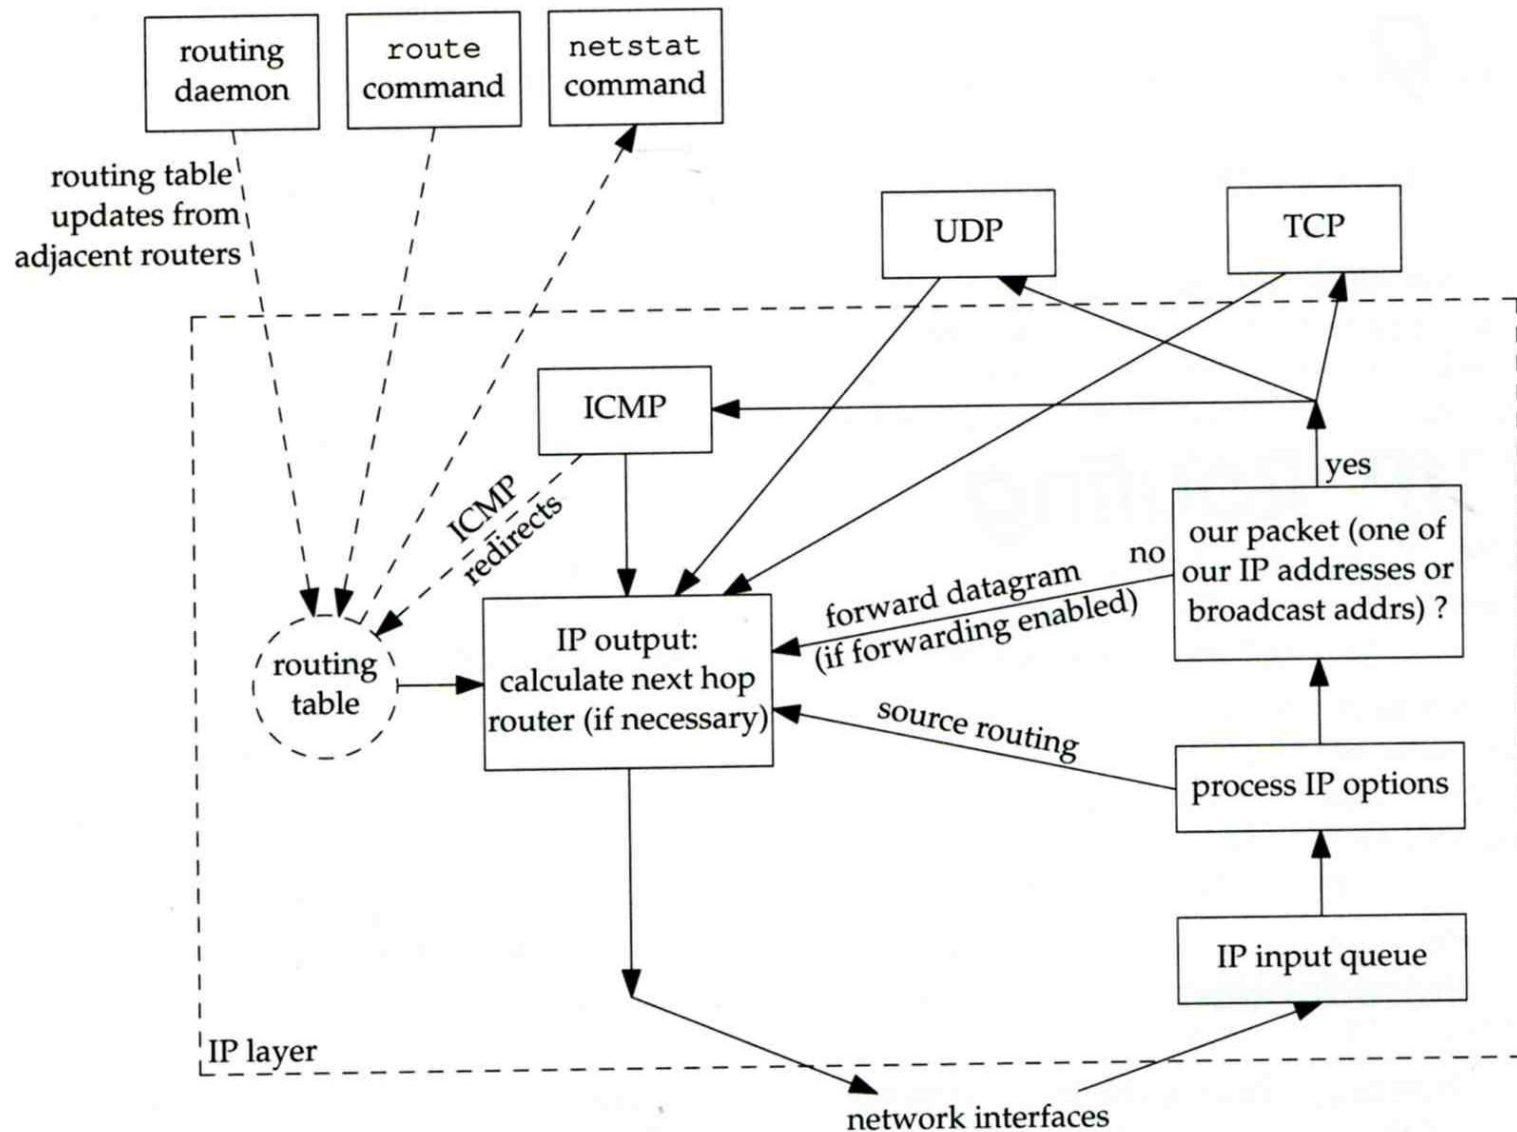 routing
daemon
route
command
netstat
command
routing table
updates from
adjacent routers
UDP
TCP
ICMP
yes
ICMP
redirects
our packet (one of
our IP addresses or
broadcast addrs) ?
no
forward datagram
(if forwarding enabled)
IP output:
calculate next hop
router (if necessary)
routing
table
source routing
process IP options
IP input queue
IP layer
network interfaces